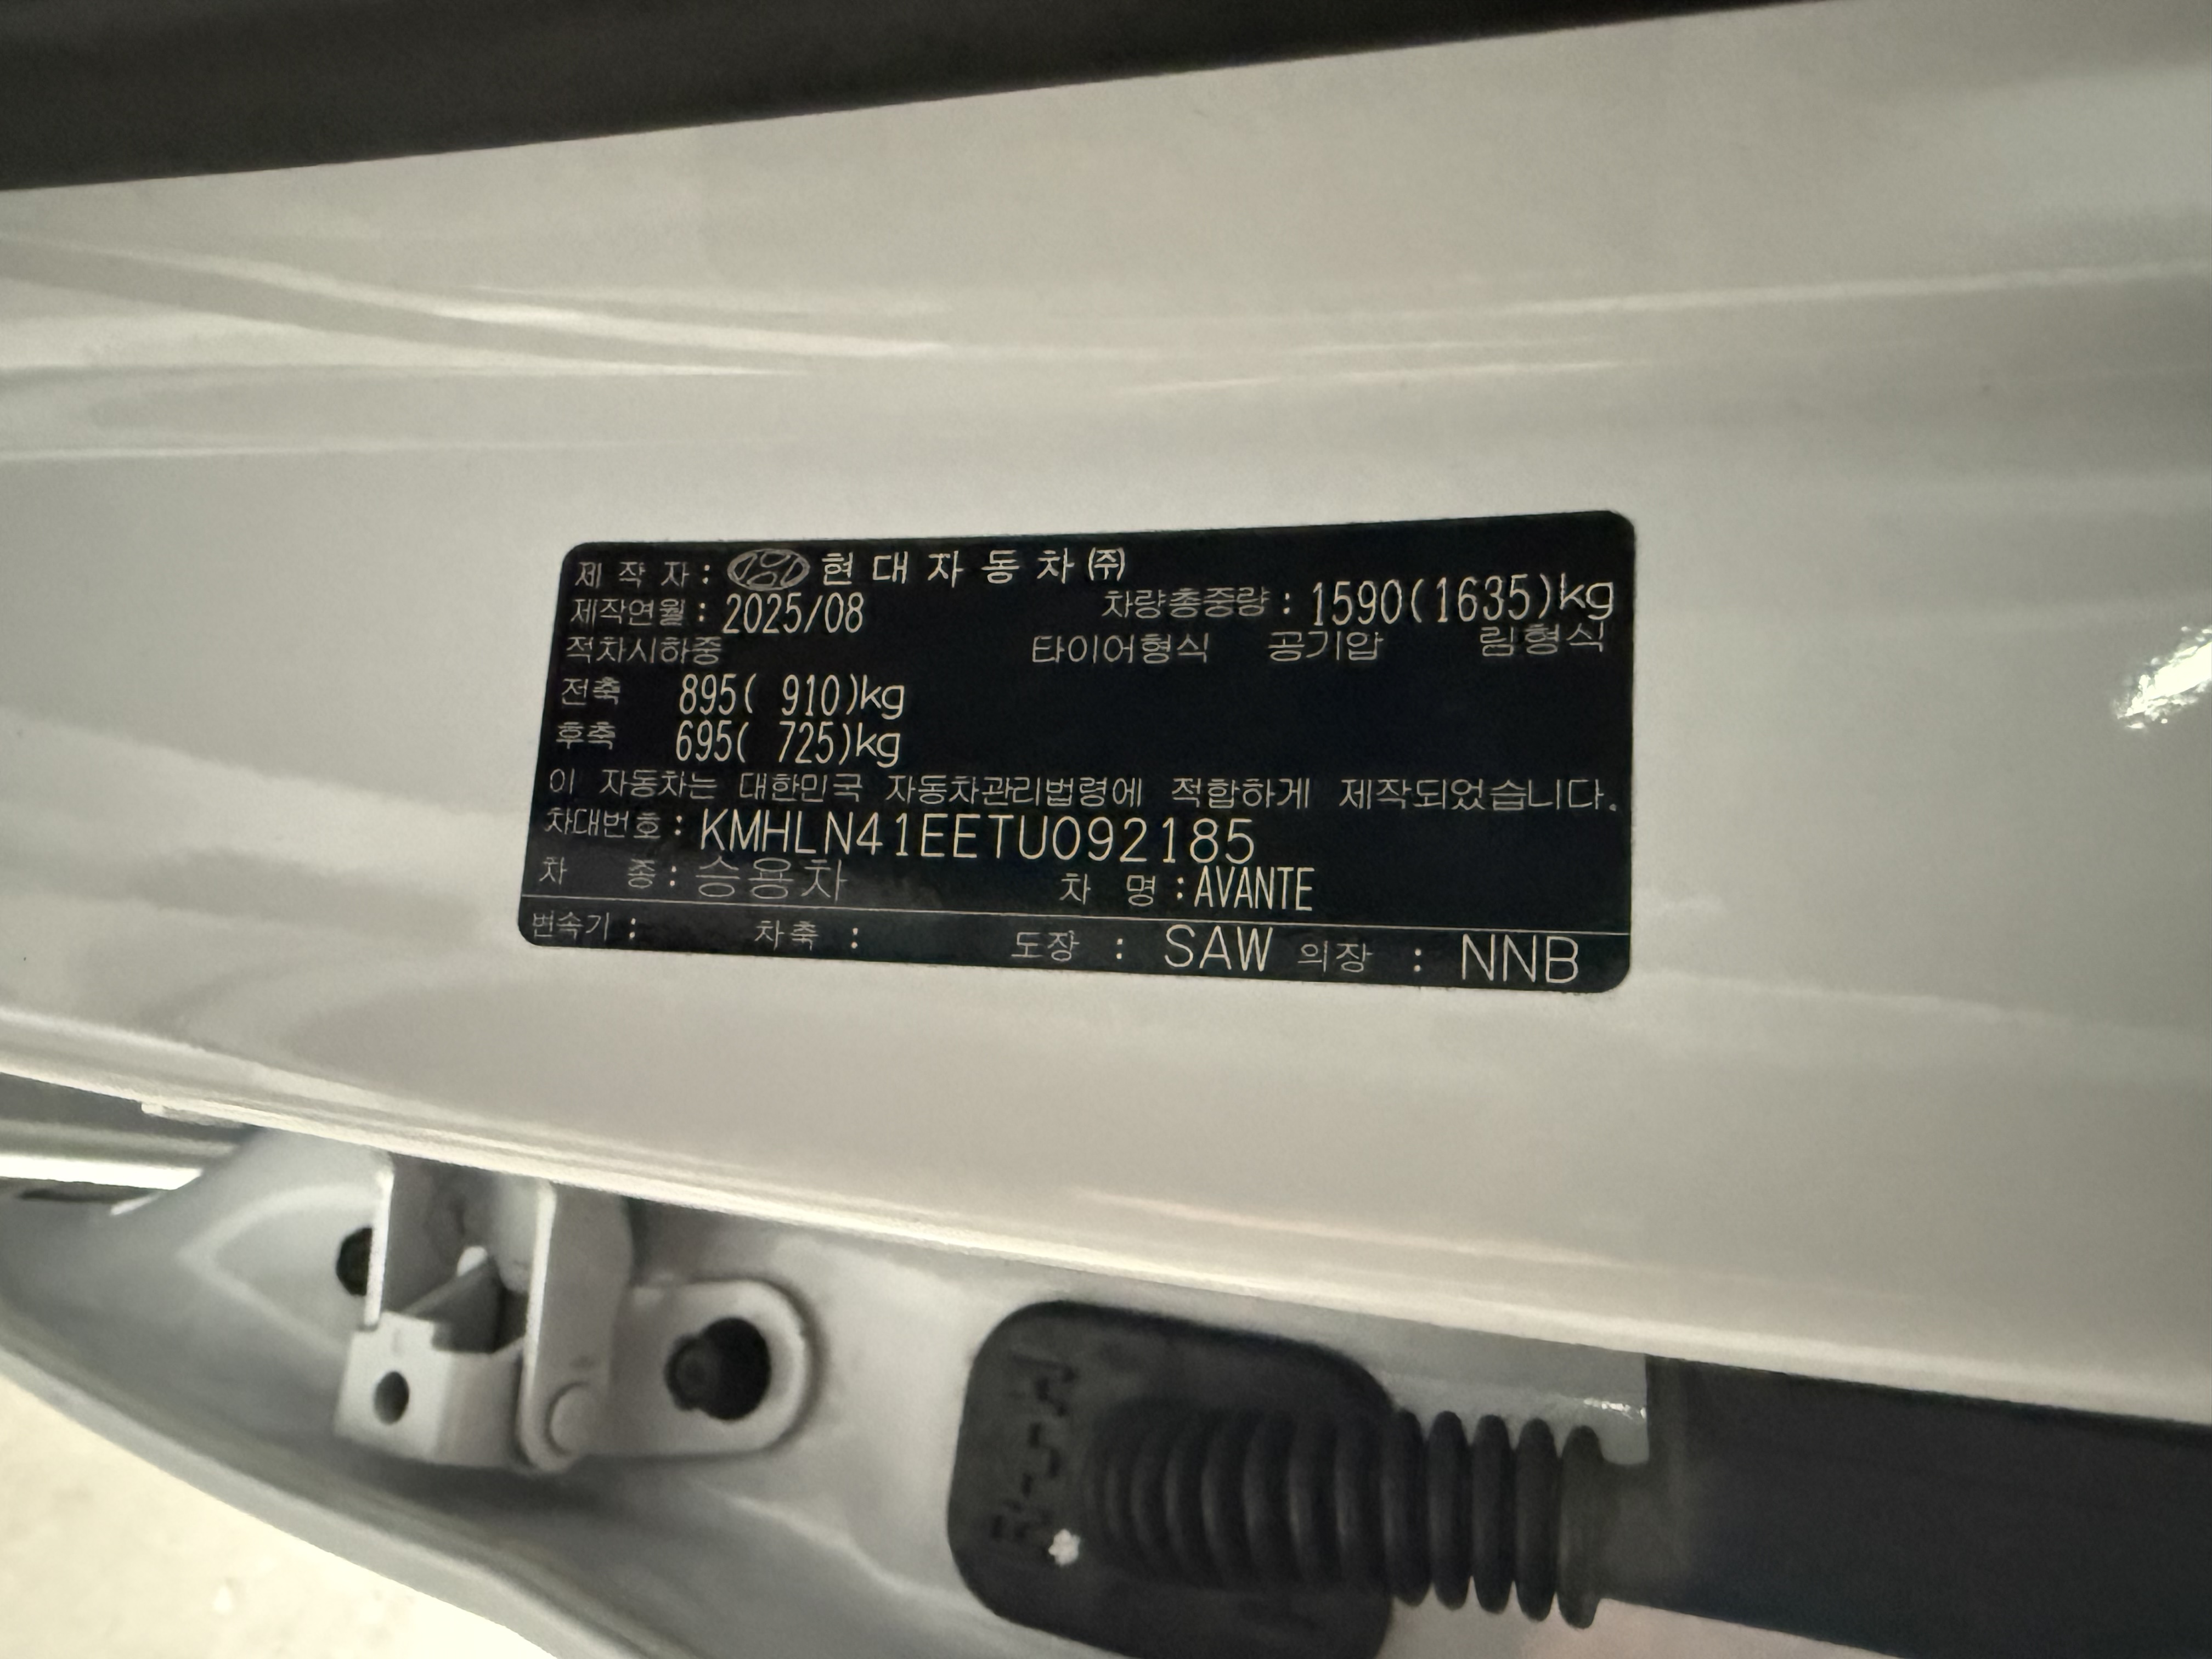 제 작 자 : 현 대 자 동 차 ㈜
제작연월 : 2025/08 차량총중량 : 1590(1635)kg
적차시하중 타이어형식 공기압 림형식
전축 895( 910)kg
후축 695( 725)kg
이 자동차는 대한민국 자동차관리법령에 적합하게 제작되었습니다.
차대번호 : KMHLN41EETU092185
차 종 : 승용차 차 명 : AVANTE
변속기 : 차축 : 도장 : SAW 의장 : NNB